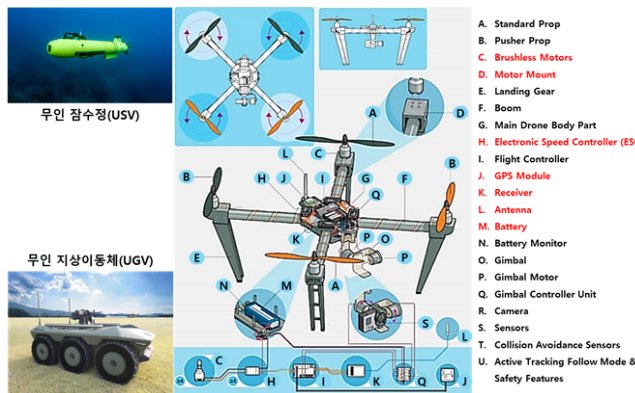 무인 잠수정(USV)
무인 지상이동체(UGV)
A
D
C
L
B
H
J
I
G
Q
F
B
K
P
O
E
A
P
N
M
S
L
C
x4
H
x4
I
K
Q
J
A. Standard Prop
B. Pusher Prop
C. Brushless Motors
D. Motor Mount
E. Landing Gear
F. Boom
G. Main Drone Body Part
H. Electronic Speed Controller (ESC
I. Flight Controller
J. GPS Module
K. Receiver
L. Antenna
M. Battery
N. Battery Monitor
O. Gimbal
P. Gimbal Motor
Q. Gimbal Controller Unit
R. Camera
S. Sensors
T. Collision Avoidance Sensors
U. Active Tracking Follow Mode &
Safety Features